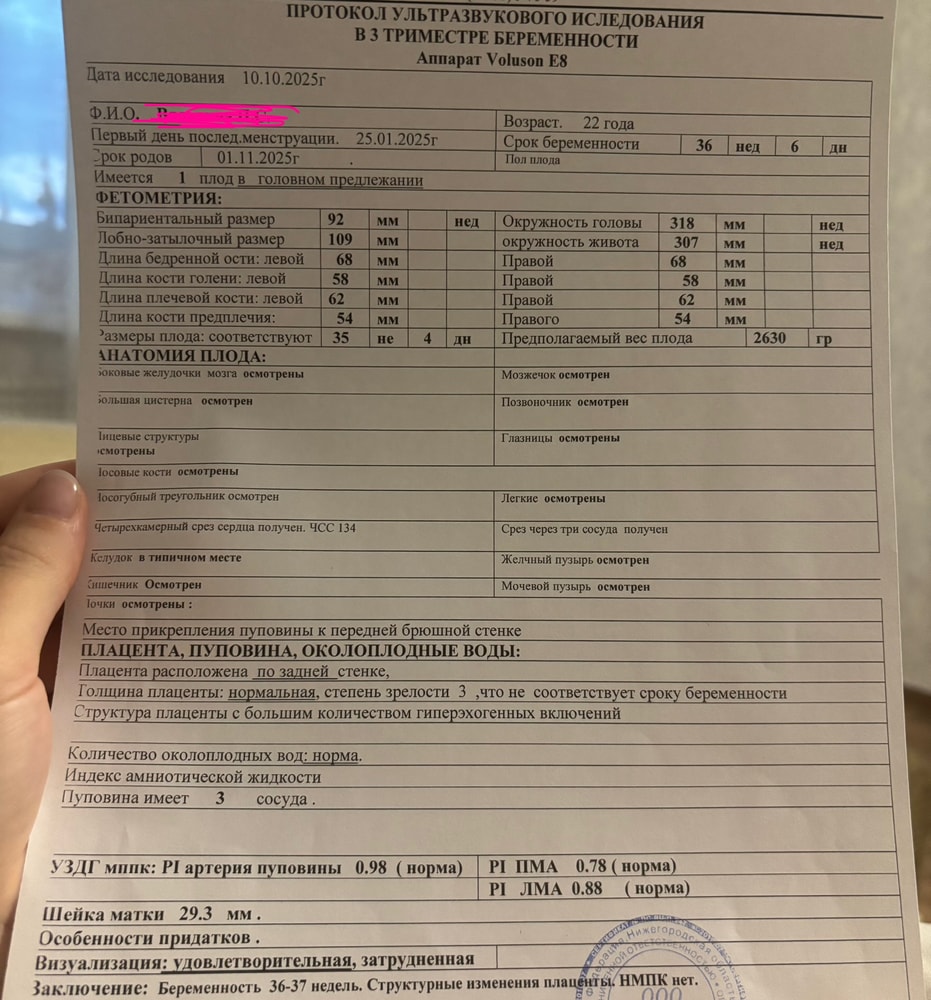 ПРОТОКОЛ УЛЬТРАЗВУКОВОГО ИСЛЕДОВАНИЯ
В 3 ТРИМЕСТРЕ БЕРЕМЕННОСТИ
Аппарат Voluson E8
Дата исследования 10.10.2025г
Ф.И.О. Возраст. 22 года
Первый день послед.менструации. 25.01.2025г Срок беременности 36 нед 6 дн
Срок родов 01.11.2025г . Пол плода
Имеется 1 плод в головном предлежании
ФЕТОМЕТРИЯ:
Бипариентальный размер 92 мм нед Окружность головы 318 мм нед
Лобно-затылочный размер 109 мм окружность живота 307 мм нед
Длина бедренной ости: левой 68 мм Правой 68 мм
Длина кости голени: левой 58 мм Правой 58 мм
Длина плечевой кости: левой 62 мм Правой 62 мм
Длина кости предплечия: 54 мм Правого 54 мм
Размеры плода: соответствуют 35 не 4 дн Предполагаемый вес плода 2630 гр
АНАТОМИЯ ПЛОДА:
боковые желудочки мозга осмотрены Мозжечок осмотрен
Большая цистерна осмотрен Позвоночник осмотрен
Лицевые структуры Глазницы осмотрены
осмотрены
Носовые кости осмотрены
Носогубный треугольник осмотрен Легкие осмотрены
Четырехкамерный срез сердца получен. ЧСС 134 Срез через три сосуда получен
Желудок в типичном месте Желчный пузырь осмотрен
Кишечник Осмотрен Мочевой пузырь осмотрен
Почки осмотрены :
Место прикрепления пуповины к передней брюшной стенке
ПЛАЦЕНТА, ПУПОВИНА, ОКОЛОПЛОДНЫЕ ВОДЫ:
Плацента расположена по задней стенке,
Толщина плаценты: нормальная, степень зрелости 3 ,что не соответствует сроку беременности
Структура плаценты с большим количеством гиперэхогенных включений
Количество околоплодных вод: норма.
Индекс амниотической жидкости
Пуповина имеет 3 сосуда .
УЗДГ мппк: PI артерия пуповины 0.98 ( норма) PI ПМА 0.78 ( норма)
PI ЛМА 0.88 ( норма)
Шейка матки 29.3 мм .
Особенности придатков .
Визуализация: удовлетворительная, затрудненная
Заключение: Беременность 36-37 недель. Структурные изменения плаценты. НМПК нет.
Нижегородская
ООО